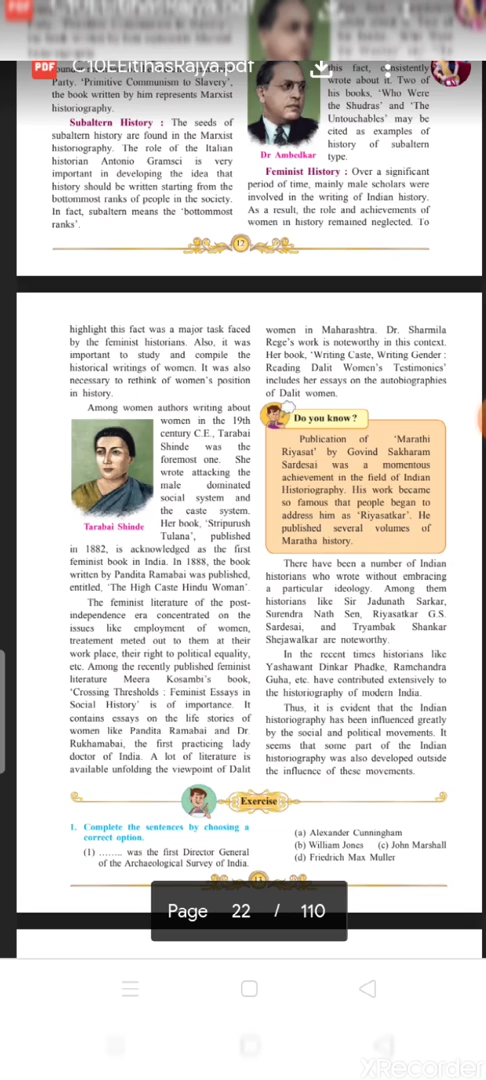 PDF C10EEitihasRajya.pdf
Party. 'Primitive Communism to Slavery',
the book written by him represents Marxist
historiography.
Subaltern History : The seeds of
subaltern history are found in the Marxist
historiography. The role of the Italian
historian Antonio Gramsci is very
important in developing the idea that
history should be written starting from the
bottommost ranks of people in the society.
In fact, subaltern means the 'bottommost
ranks'.
Dr Ambedkar
this fact, consistently
wrote about it. Two of
his books, 'Who Were
the Shudras' and 'The
Untouchables' may be
cited as examples of
history of subaltern
type.
Feminist History : Over a significant
period of time, mainly male scholars were
involved in the writing of Indian history.
As a result, the role and achievements of
women in history remained neglected. To
12
highlight this fact was a major task faced
by the feminist historians. Also, it was
important to study and compile the
historical writings of women. It was also
necessary to rethink of women's position
in history.
Among women authors writing about
women in the 19th
century C.E., Tarabai
Shinde was the
foremost one. She
wrote attacking the
male dominated
social system and
the caste system.
Her book, 'Stripurush
Tulana', published
Tarabai Shinde
in 1882, is acknowledged as the first
feminist book in India. In 1888, the book
written by Pandita Ramabai was published,
entitled, 'The High Caste Hindu Woman'.
The feminist literature of the post-
independence era concentrated on the
issues like employment of women,
treatement meted out to them at their
work place, their right to political equality,
etc. Among the recently published feminist
literature Meera Kosambi's book,
'Crossing Thresholds : Feminist Essays in
Social History' is of importance. It
contains essays on the life stories of
women like Pandita Ramabai and Dr.
Rukhamabai, the first practicing lady
doctor of India. A lot of literature is
available unfolding the viewpoint of Dalit
women in Maharashtra. Dr. Sharmila
Rege's work is noteworthy in this context.
Her book, 'Writing Caste, Writing Gender :
Reading Dalit Women's Testimonies'
includes her essays on the autobiographies
of Dalit women.
Do you know ?
Publication of 'Marathi
Riyasat' by Govind Sakharam
Sardesai was a momentous
achievement in the field of Indian
Historiography. His work became
so famous that people began to
address him as 'Riyasatkar'. He
published several volumes of
Maratha history.
There have been a number of Indian
historians who wrote without embracing
a particular ideology. Among them
historians like Sir Jadunath Sarkar,
Surendra Nath Sen, Riyasatkar G.S.
Sardesai, and Tryambak Shankar
Shejawalkar are noteworthy.
In the recent times historians like
Yashawant Dinkar Phadke, Ramchandra
Guha, etc. have contributed extensively to
the historiography of modern India.
Thus, it is evident that the Indian
historiography has been influenced greatly
by the social and political movements. It
seems that some part of the Indian
historiography was also developed outside
the influence of these movements.
Exercise
1. Complete the sentences by choosing a
correct option.
(1) ........ was the first Director General
of the Archaeological Survey of India.
(a) Alexander Cunningham
(b) William Jones (c) John Marshall
(d) Friedrich Max Muller
13
Page 22 / 110
XRecorder